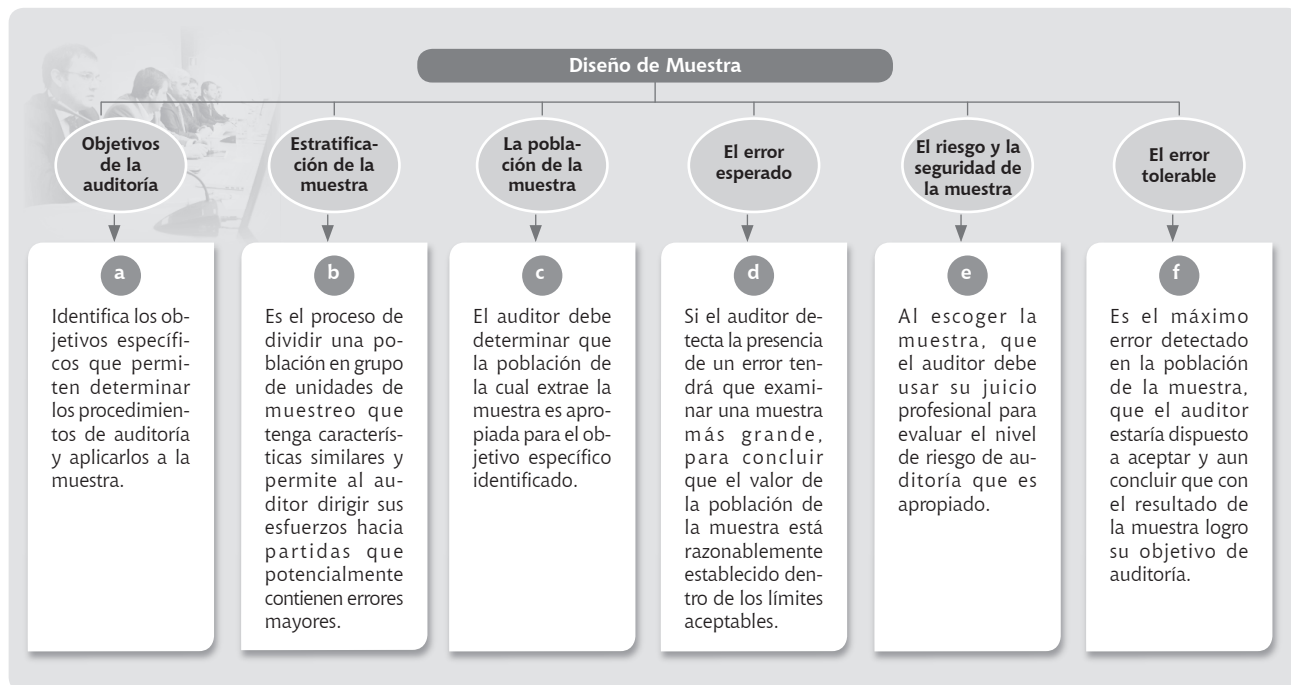 Diseño de Muestra
Objetivos
de la
auditoría
a
Identifica los ob-
jetivos específi-
cos que permi-
ten determinar
los procedimien-
tos de auditoría
y aplicarlos a la
muestra.
Estratifica-
ción de la
muestra
b
Es el proceso de
dividir una po-
blación en grupo
de unidades de
muestreo que
tenga caracterís-
ticas similares y
permite al au-
ditor dirigir sus
esfuerzos hacia
partidas que
potencialmente
contienen errores
mayores.
La pobla-
ción de la
muestra
c
El auditor debe
determinar que
la población de
la cual extrae la
muestra es apro-
piada para el ob-
jetivo específico
identificado.
El error
esperado
d
Si el auditor de-
tecta la presencia
de un error ten-
drá que exami-
nar una muestra
más grande,
para concluir
que el valor de
la población de
la muestra está
razonablemente
establecido den-
tro de los límites
aceptables.
El riesgo y la
seguridad de
la muestra
e
Al escoger la
muestra, que
el auditor debe
usar su juicio
profesional para
evaluar el nivel
de riesgo de au-
ditoría que es
apropiado.
El error
tolerable
f
Es el máximo
error detectado
en la población
de la muestra,
que el auditor
estaría dispuesto
a aceptar y aun
concluir que con
el resultado de
la muestra logro
su objetivo de
auditoría.